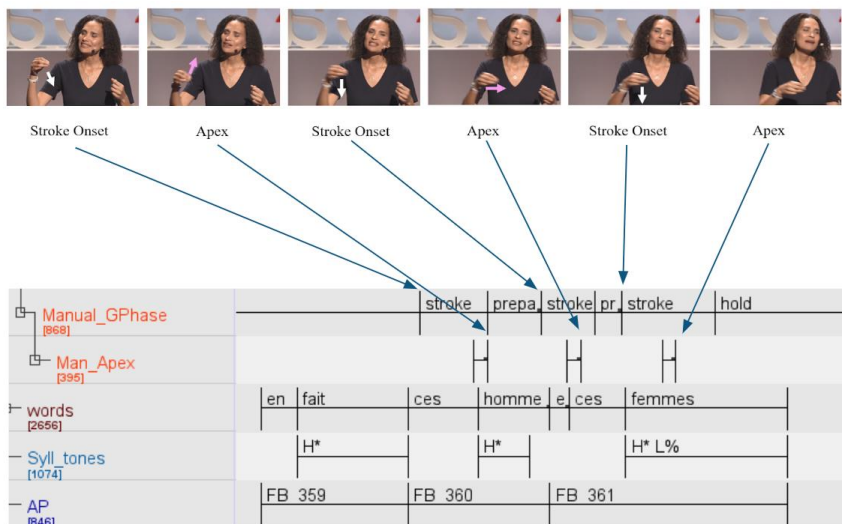 Stroke Onset Apex Stroke Onset Apex Stroke Onset Apex
Manual_GPhase stroke prepa. stroke pr. stroke hold
[868]
Man_Apex
[395]
words en fait ces homme. e. ces femmes
[2656]
Syll_tones H* H* H* L%
[1074]
AP FB 359 FB 360 FB 361
[846]